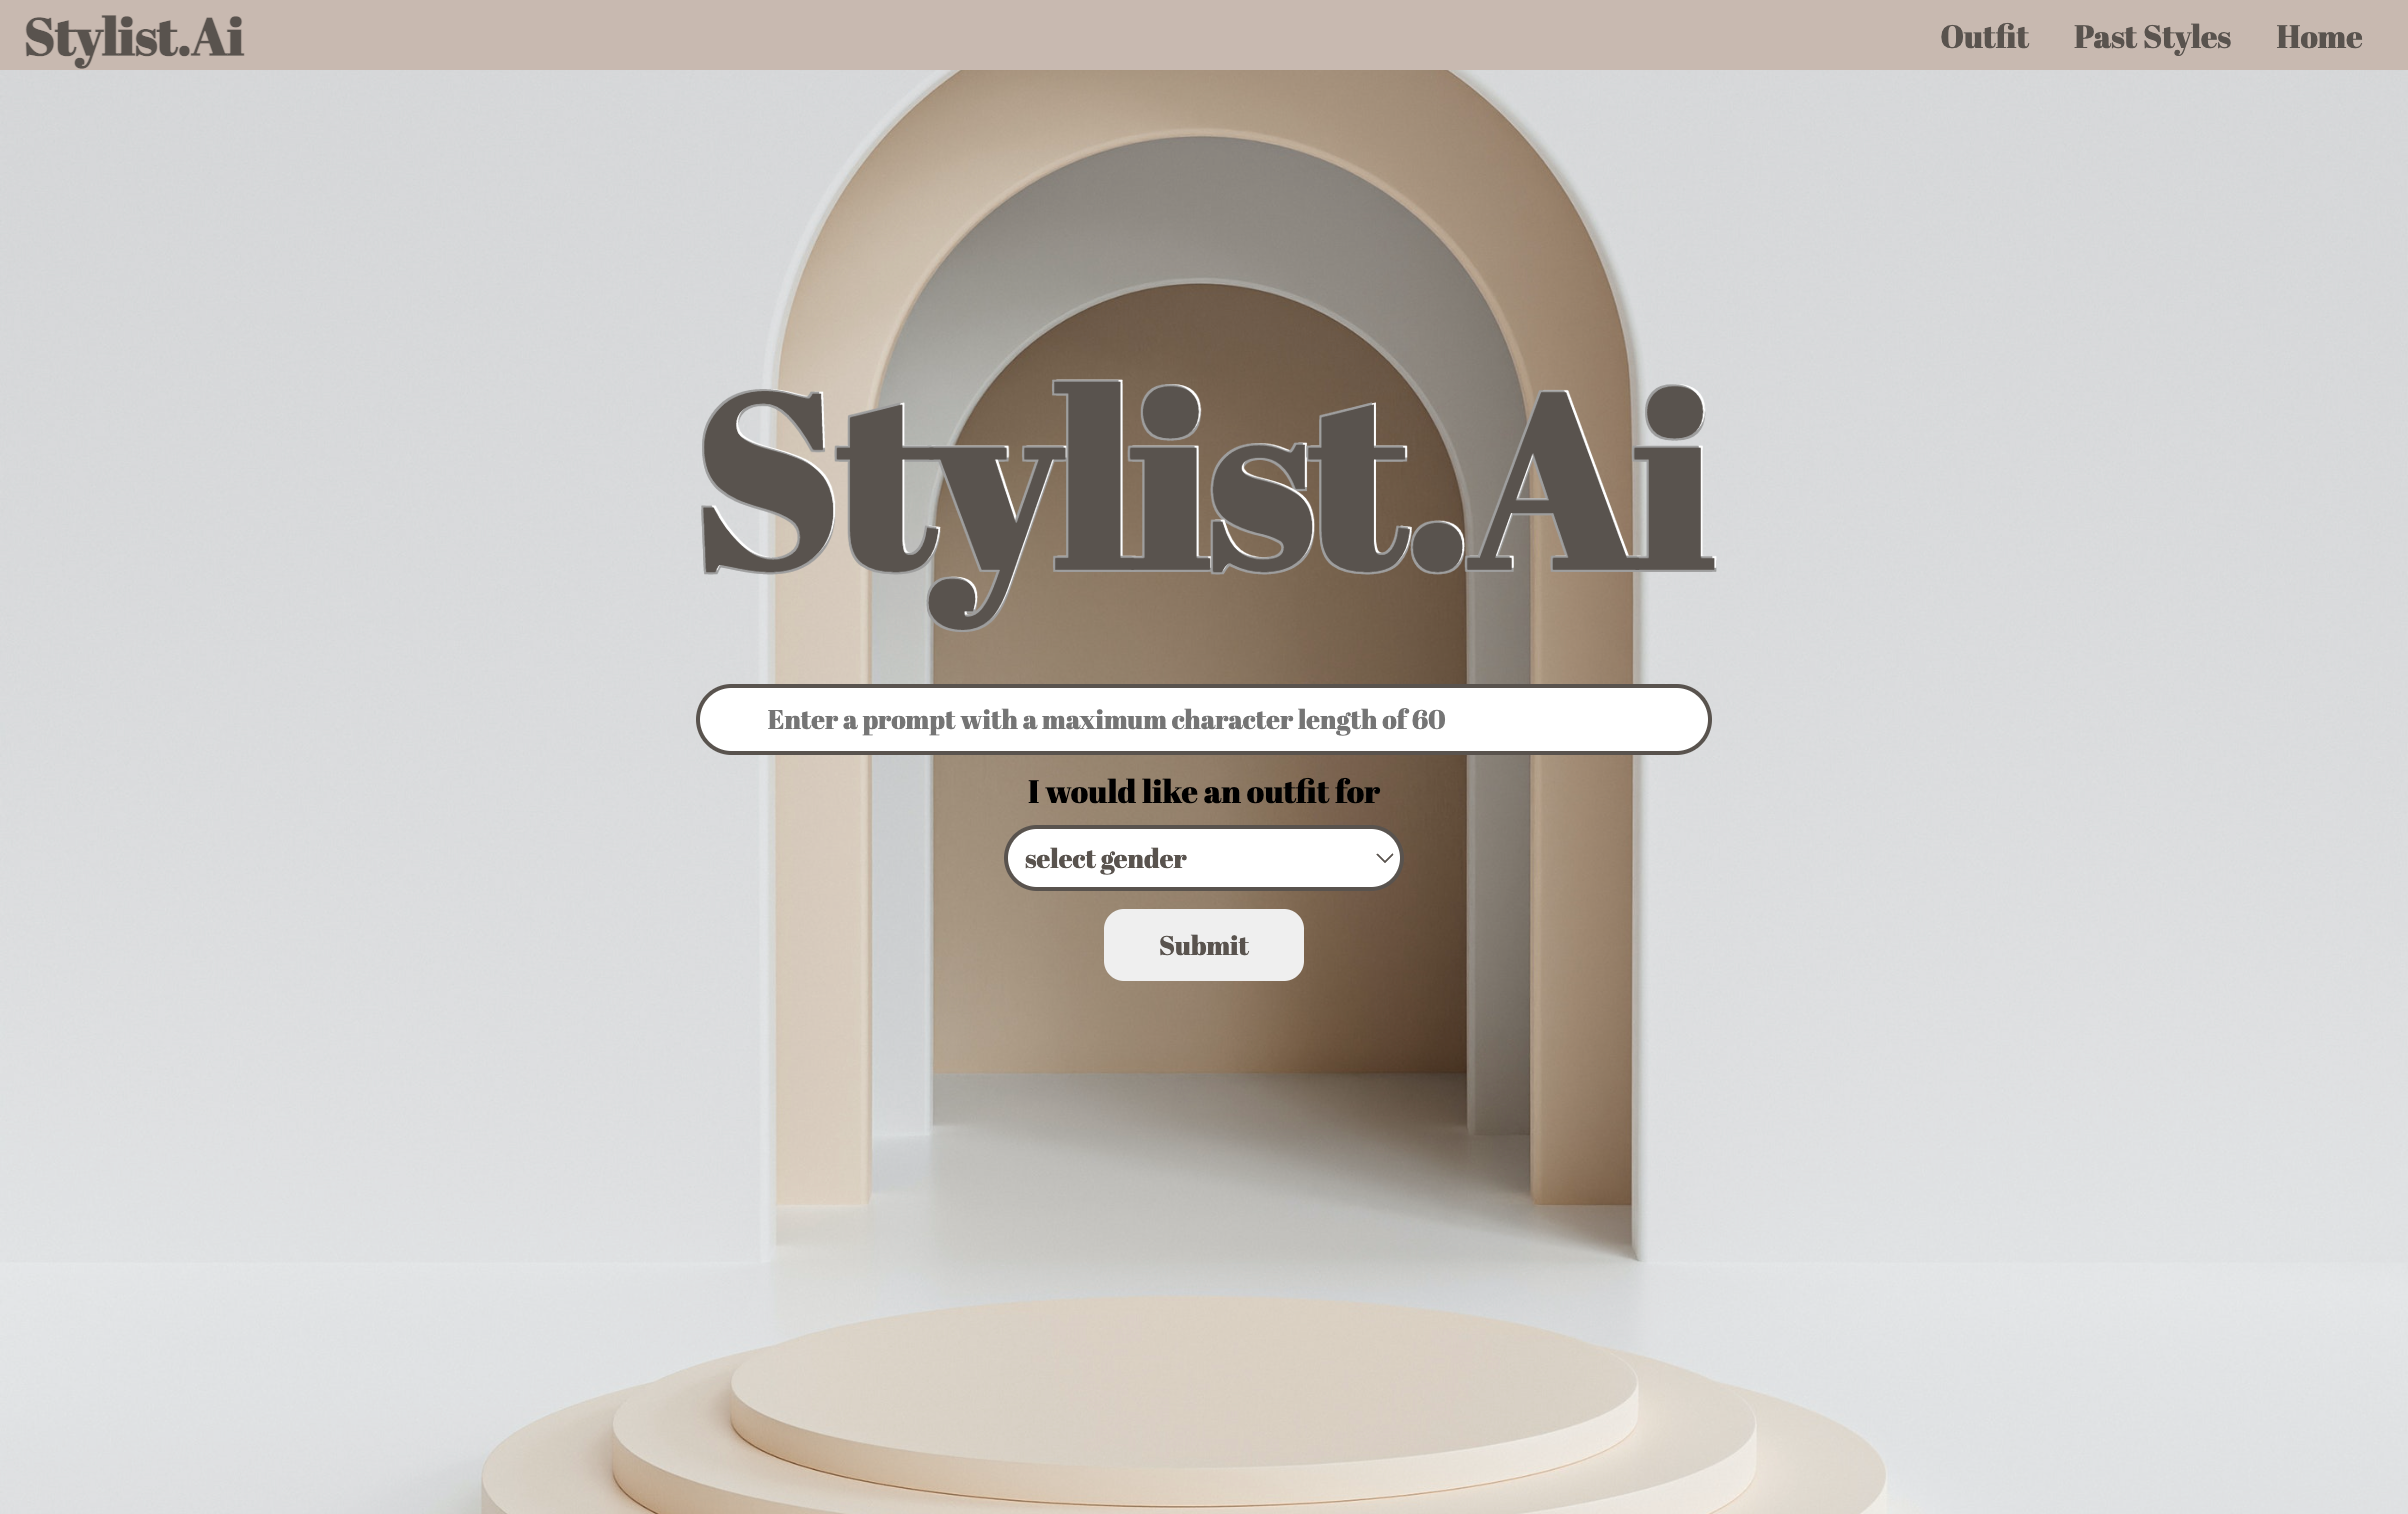 Stylist.Ai
Outfit Past Styles Home
Stylist.Ai
Enter a prompt with a maximum character length of 60
I would like an outfit for
select gender
Submit